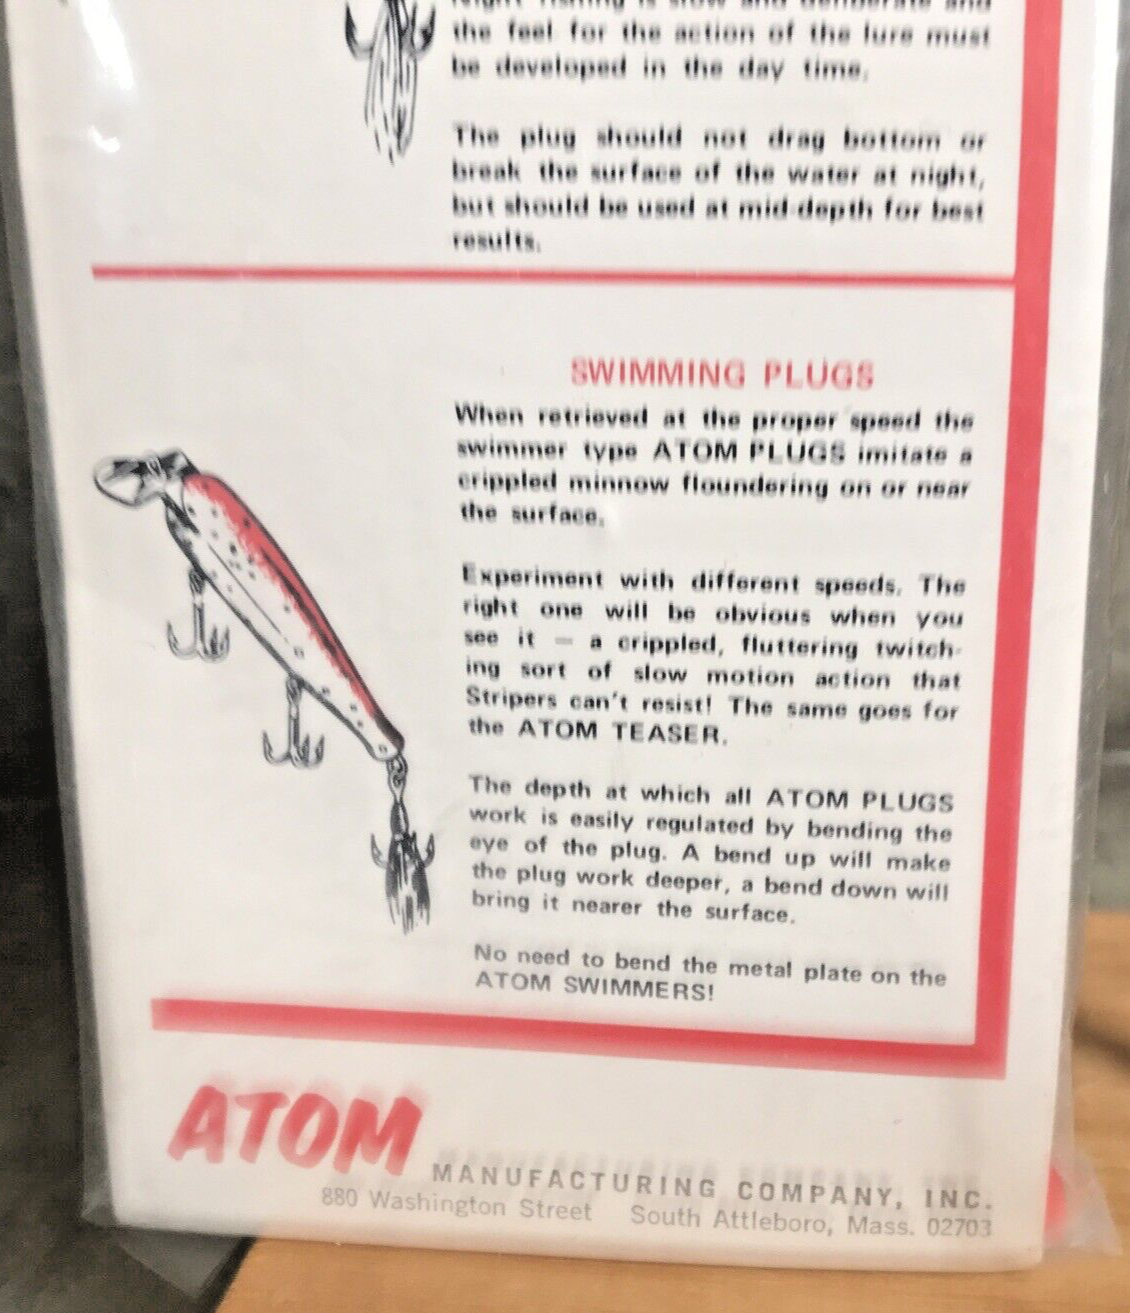 Night fishing is slow and deliberate and
the feel for the action of the lure must
be developed in the day time.
The plug should not drag bottom or
break the surface of the water at night,
but should be used at mid-depth for best
results.
SWIMMING PLUGS
When retrieved at the proper speed the
swimmer type ATOM PLUGS imitate a
crippled minnow floundering on or near
the surface.
Experiment with different speeds. The
right one will be obvious when you
see it — a crippled, fluttering twitch-
ing sort of slow motion action that
Stripers can't resist! The same goes for
the ATOM TEASER.
The depth at which all ATOM PLUGS
work is easily regulated by bending the
eye of the plug. A bend up will make
the plug work deeper, a bend down will
bring it nearer the surface.
No need to bend the metal plate on the
ATOM SWIMMERS!
ATOM
MANUFACTURING COMPANY, INC.
880 Washington Street South Attleboro, Mass. 02703